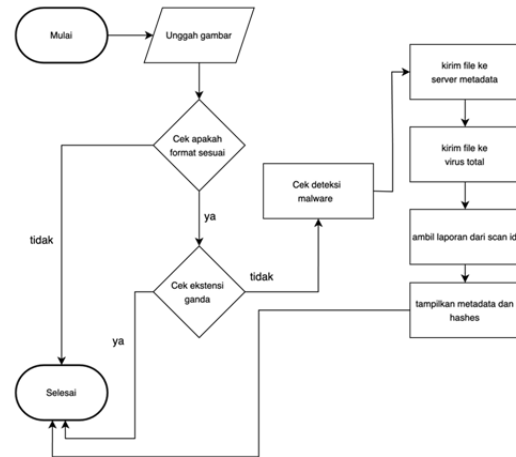 Mulai
Unggah gambar
Cek apakah
format sesuai
tidak
ya
Cek ekstensi
ganda
ya
tidak
Cek deteksi
malware
kirim file ke
server metadata
kirim file ke
virus total
ambil laporan dari scan id
tampilkan metadata dan
hashes
Selesai